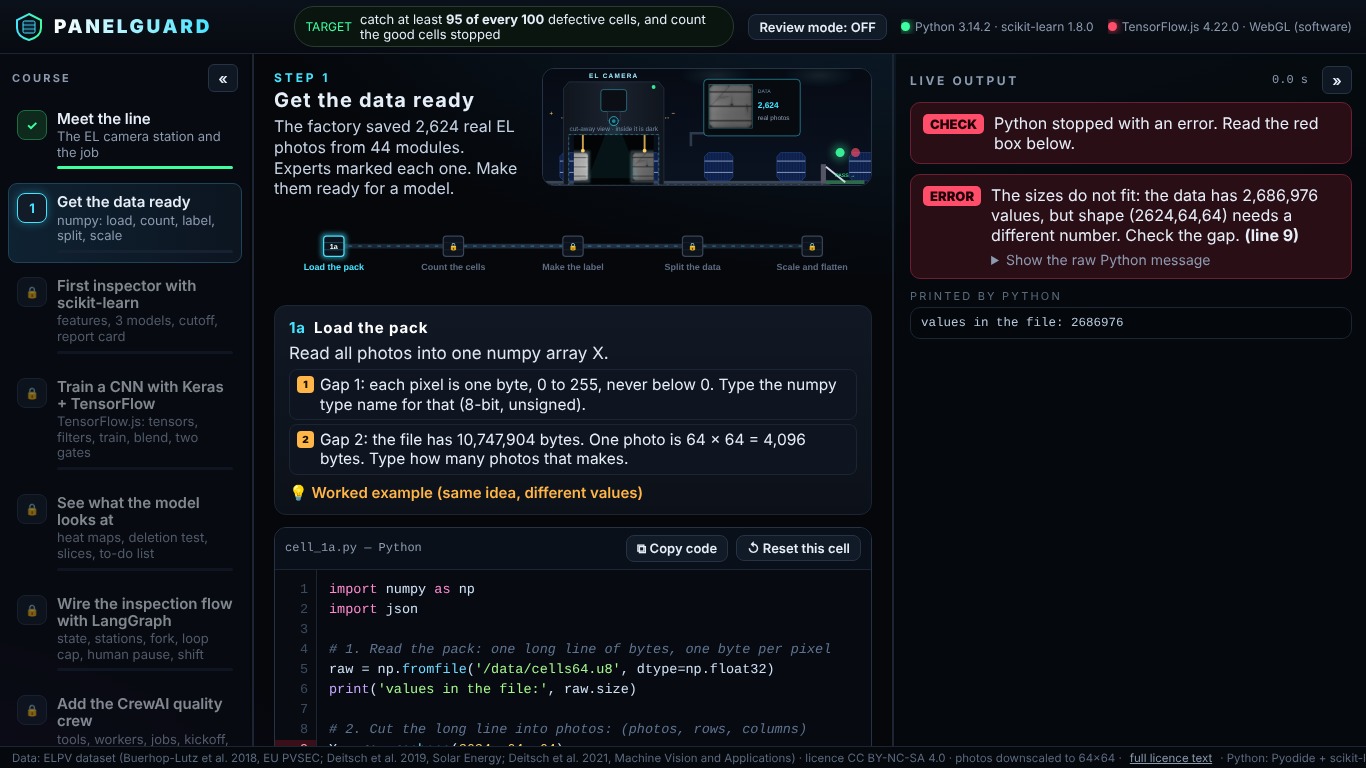 PANELGUARD
TARGET catch at least 95 of every 100 defective cells, and count
the good cells stopped
Review mode: OFF
Python 3.14.2 · scikit-learn 1.8.0
TensorFlow.js 4.22.0 · WebGL (software)
COURSE
«
Meet the line
The EL camera station and
the job
1
Get the data ready
numpy: load, count, label,
split, scale
First inspector with
scikit-learn
features, 3 models, cutoff,
report card
Train a CNN with Keras
+ TensorFlow
TensorFlow.js: tensors,
filters, train, blend, two
gates
See what the model
looks at
heat maps, deletion test,
slices, to-do list
Wire the inspection flow
with LangGraph
state, stations, fork, loop
cap, human pause, shift
Add the CrewAI quality
crew
tools, workers, jobs, kickoff,
STEP 1
Get the data ready
The factory saved 2,624 real EL
photos from 44 modules.
Experts marked each one. Make
them ready for a model.
EL CAMERA
cut-away view · inside it is dark
DATA
2,624
real photos
1a
Load the pack
Count the cells
Make the label
Split the data
Scale and flatten
1a Load the pack
Read all photos into one numpy array X.
1 Gap 1: each pixel is one byte, 0 to 255, never below 0. Type the numpy
type name for that (8-bit, unsigned).
2 Gap 2: the file has 10,747,904 bytes. One photo is 64 × 64 = 4,096
bytes. Type how many photos that makes.
💡 Worked example (same idea, different values)
cell_1a.py — Python
⧉ Copy code
↺ Reset this cell
1 import numpy as np
2 import json
3
4 # 1. Read the pack: one long line of bytes, one byte per pixel
5 raw = np.fromfile('/data/cells64.u8', dtype=np.float32)
6 print('values in the file:', raw.size)
7
8 # 2. Cut the long line into photos: (photos, rows, columns)
LIVE OUTPUT
0.0 s
»
CHECK Python stopped with an error. Read the red
box below.
ERROR The sizes do not fit: the data has 2,686,976
values, but shape (2624,64,64) needs a
different number. Check the gap. (line 9)
▶ Show the raw Python message
PRINTED BY PYTHON
values in the file: 2686976
Data: ELPV dataset (Buerhop-Lutz et al. 2018, EU PVSEC; Deitsch et al. 2019, Solar Energy; Deitsch et al. 2021, Machine Vision and Applications) · licence CC BY-NC-SA 4.0 · photos downscaled to 64×64 · full licence text · Python: Pyodide + scikit-